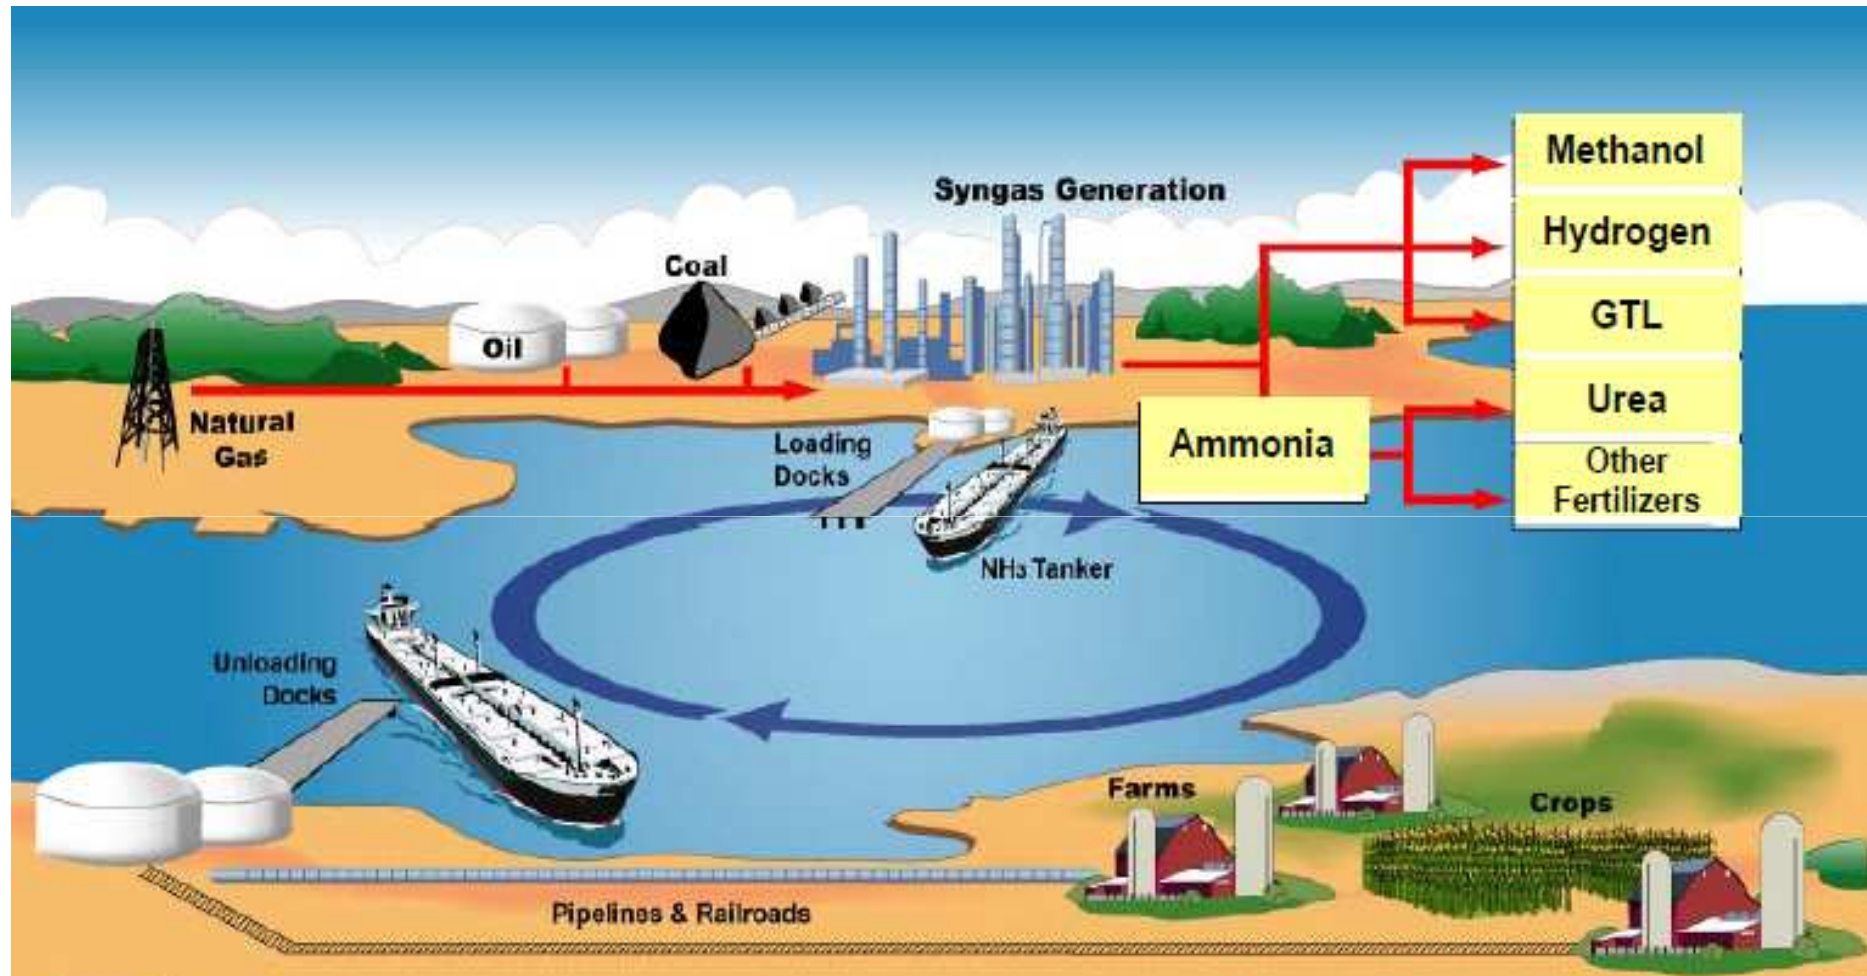 Methanol
Syngas Generation
Hydrogen
Coal
GTL
Oil
Urea
Natural
Gas
Loading
Docks
Ammonia
Other
Fertilizers
NH₃ Tanker
Unloading
Docks
Farms
Crops
Pipelines & Railroads